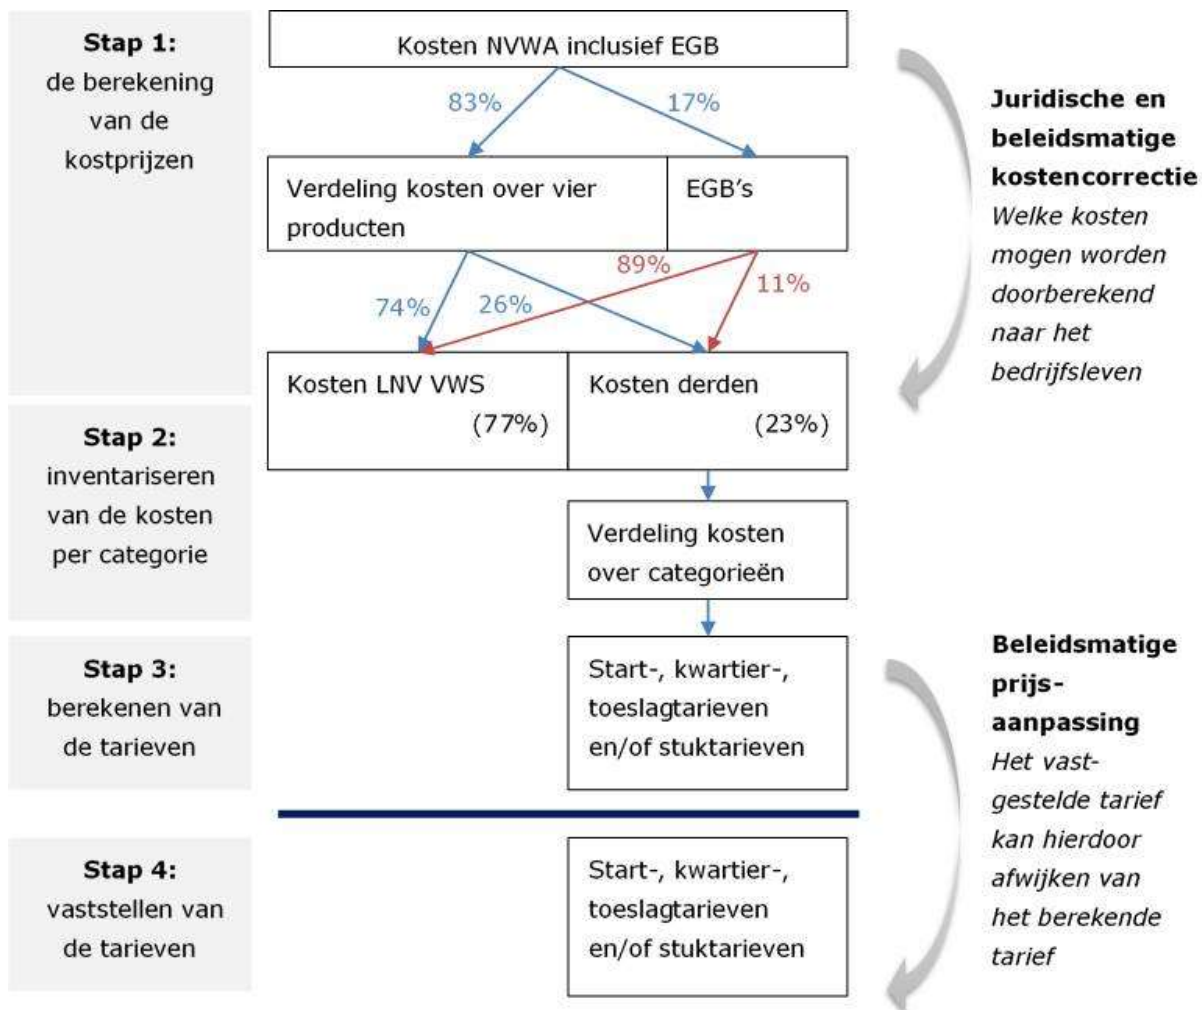 Stap 1:
de berekening
van de
kostprijzen
Kosten NVWA inclusief EGB
83%
17%
Verdeling kosten over vier
producten
EGB's
74%
26%
89%
11%
Kosten LNV VWS
(77%)
Kosten derden
(23%)
Juridische en
beleidsmatige
kostencorrectie
Welke kosten
mogen worden
doorberekend
naar het
bedrijfsleven
Stap 2:
inventariseren
van de kosten
per categorie
Verdeling kosten
over categorieën
Stap 3:
berekenen van
de tarieven
Start-, kwartier-,
toeslagtarieven
en/of stuktarieven
Beleidsmatige
prijs-
aanpassing
Het vast-
gestelde tarief
kan hierdoor
afwijken van
het berekende
tarief
Stap 4:
vaststellen van
de tarieven
Start-, kwartier-,
toeslagtarieven
en/of stuktarieven